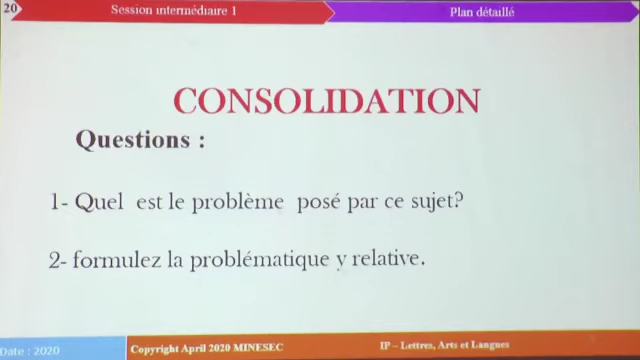 20
Session intermédiaire 1
Plan détaillé
CONSOLIDATION
Questions :
1- Quel est le problème posé par ce sujet?
2- formulez la problématique y relative.
Date : 2020
Copyright April 2020 MINESEC
IP – Lettres, Arts et Langues